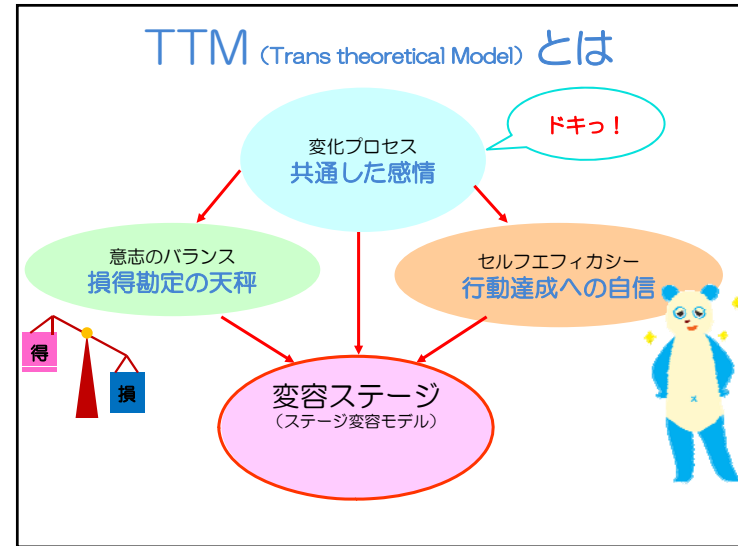 TTM（Trans theoretical Model）とは
ドキっ！
変化プロセス
共通した感情
意志のバランス
損得勘定の天秤
セルフエフィカシー
行動達成への自信
得
損
変容ステージ
（ステージ変容モデル）